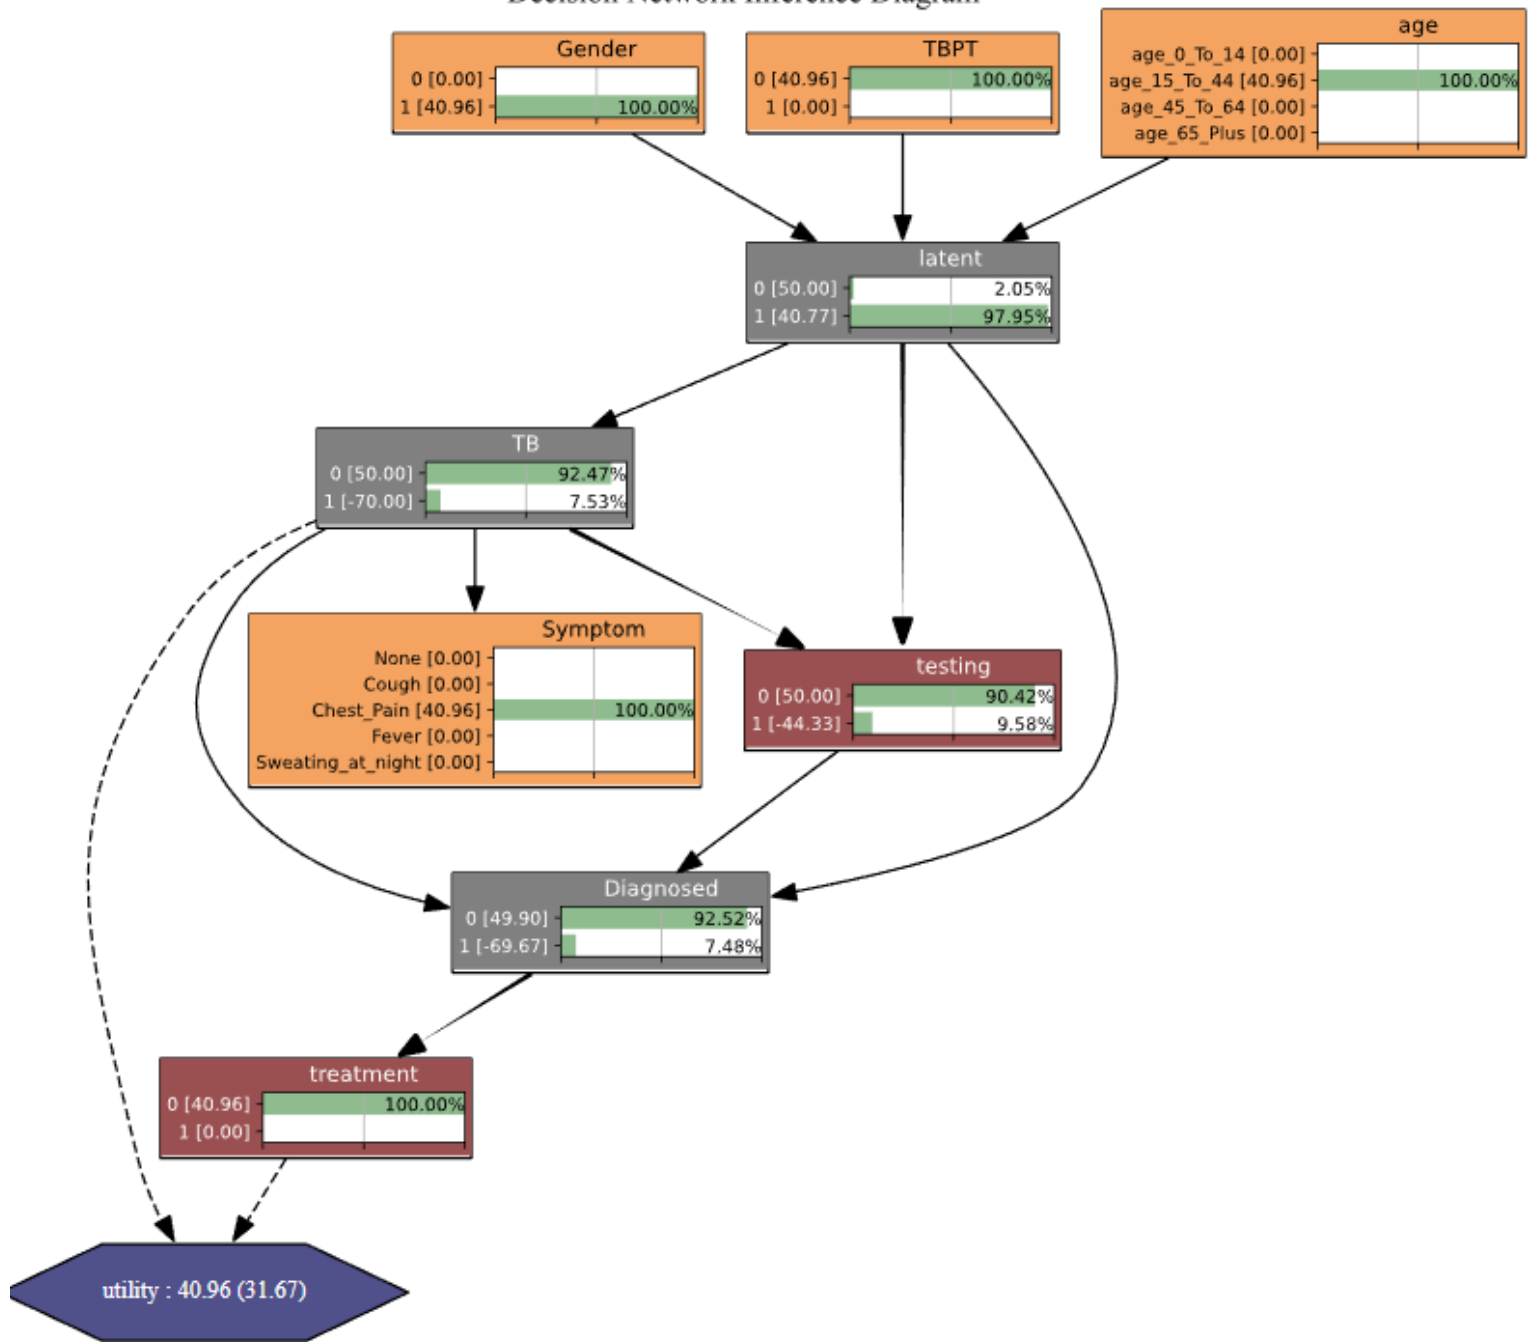 Decision Network Inference Diagram
Gender
0 [0.00]
1 [40.96] 100.00%
TBPT
0 [40.96] 100.00%
1 [0.00]
age
age_0_To_14 [0.00]
age_15_To_44 [40.96] 100.00%
age_45_To_64 [0.00]
age_65_Plus [0.00]
latent
0 [50.00] 2.05%
1 [40.77] 97.95%
TB
0 [50.00] 92.47%
1 [-70.00] 7.53%
Symptom
None [0.00]
Cough [0.00]
Chest_Pain [40.96] 100.00%
Fever [0.00]
Sweating_at_night [0.00]
testing
0 [50.00] 90.42%
1 [-44.33] 9.58%
Diagnosed
0 [49.90] 92.52%
1 [-69.67] 7.48%
treatment
0 [40.96] 100.00%
1 [0.00]
utility : 40.96 (31.67)